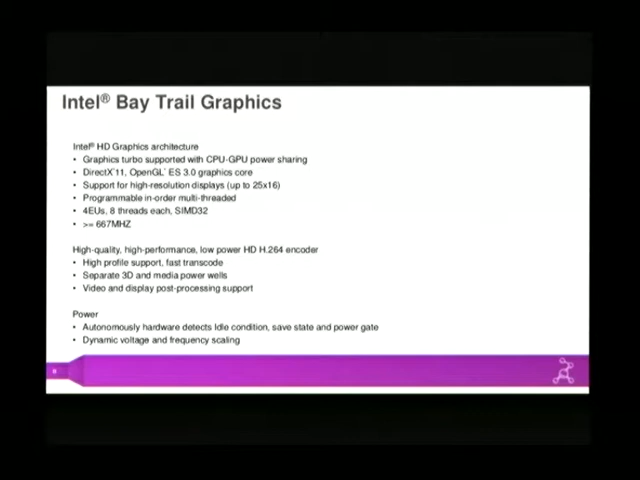 Intel® Bay Trail Graphics
Intel® HD Graphics architecture
• Graphics turbo supported with CPU-GPU power sharing
• DirectX*11, OpenGL* ES 3.0 graphics core
• Support for high-resolution displays (up to 25x16)
• Programmable in-order multi-threaded
• 4EUs, 8 threads each, SIMD32
• >= 667MHZ
High-quality, high-performance, low power HD H.264 encoder
• High profile support, fast transcode
• Separate 3D and media power wells
• Video and display post-processing support
Power
• Autonomously hardware detects Idle condition, save state and power gate
• Dynamic voltage and frequency scaling